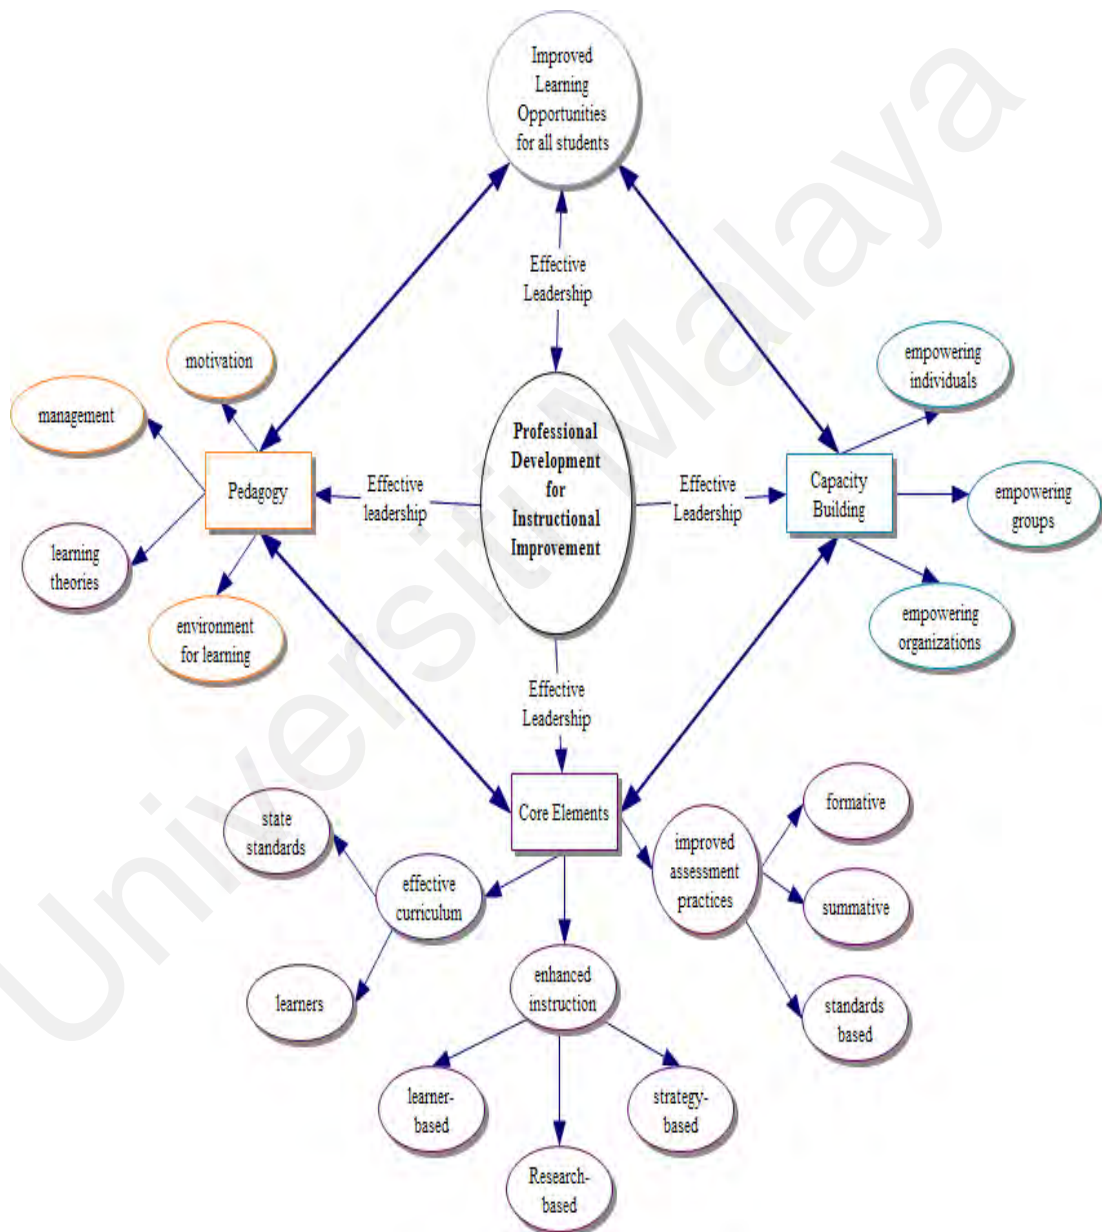 Improved
Learning
Opportunities
for all students
Effective
Leadership
motivation
management
Pedagogy
learning
theories
environment
for learning
Effective
leadership
Professional
Development
for
Instructional
Improvement
Effective
Leadership
Capacity
Building
empowering
individuals
empowering
groups
empowering
organizations
Effective
Leadership
Core Elements
state
standards
effective
curriculum
learners
enhanced
instruction
learner-
based
Research-
based
strategy-
based
improved
assessment
practices
formative
summative
standards
based
Universiti Malaya